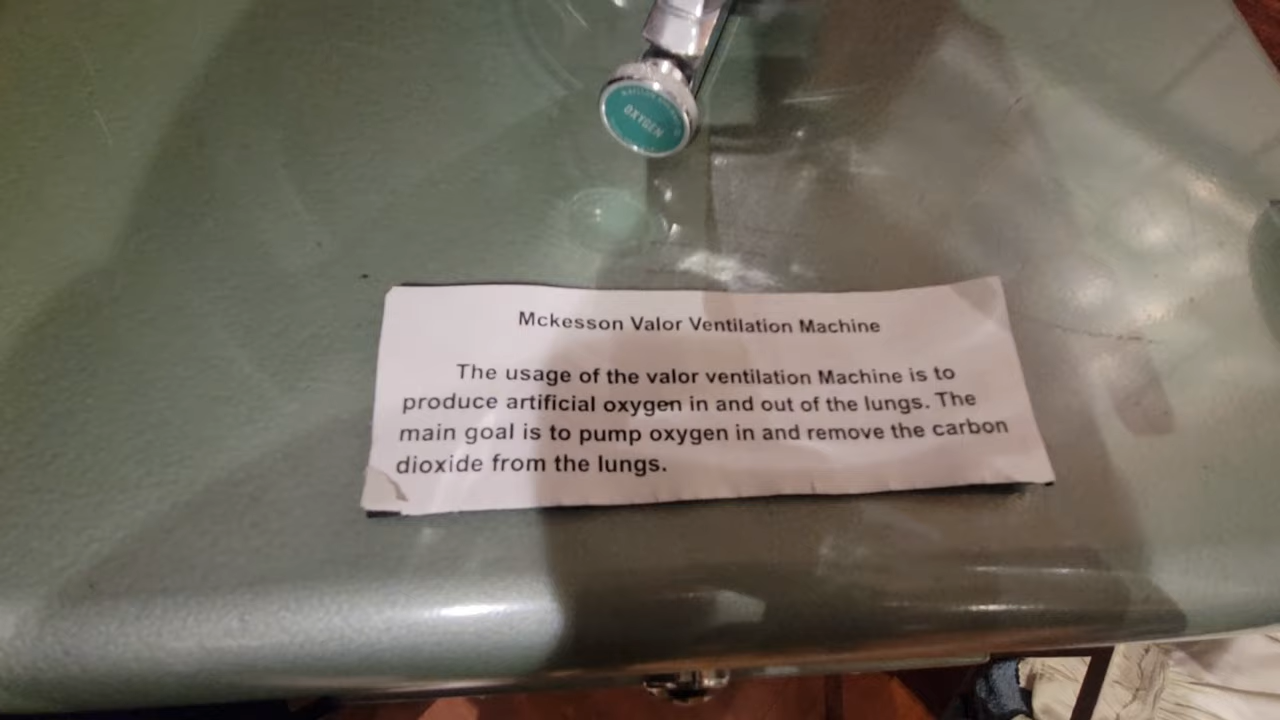 OXYGEN
Mckesson Valor Ventilation Machine
The usage of the valor ventilation Machine is to
produce artificial oxygen in and out of the lungs. The
main goal is to pump oxygen in and remove the carbon
dioxide from the lungs.